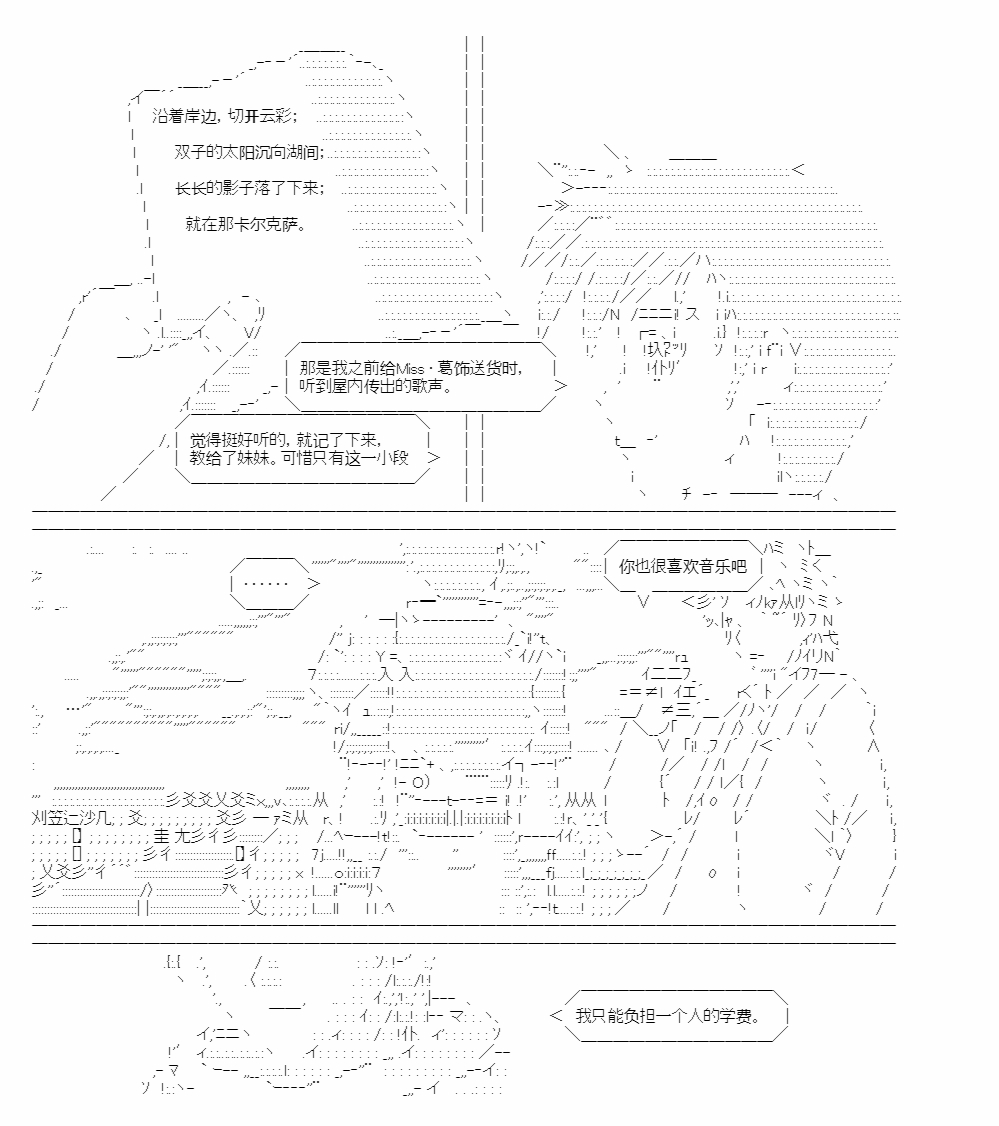 沿着岸边，切开云彩；
双子的太阳沉向湖间；
长长的影子落了下来；
就在那卡尔克萨。
那是我之前给Miss·葛饰送货时，
听到屋内传出的歌声。
觉得挺好听的，就记了下来，
教给了妹妹。可惜只有这一小段
······
你也很喜欢音乐吧
我只能负担一个人的学费。